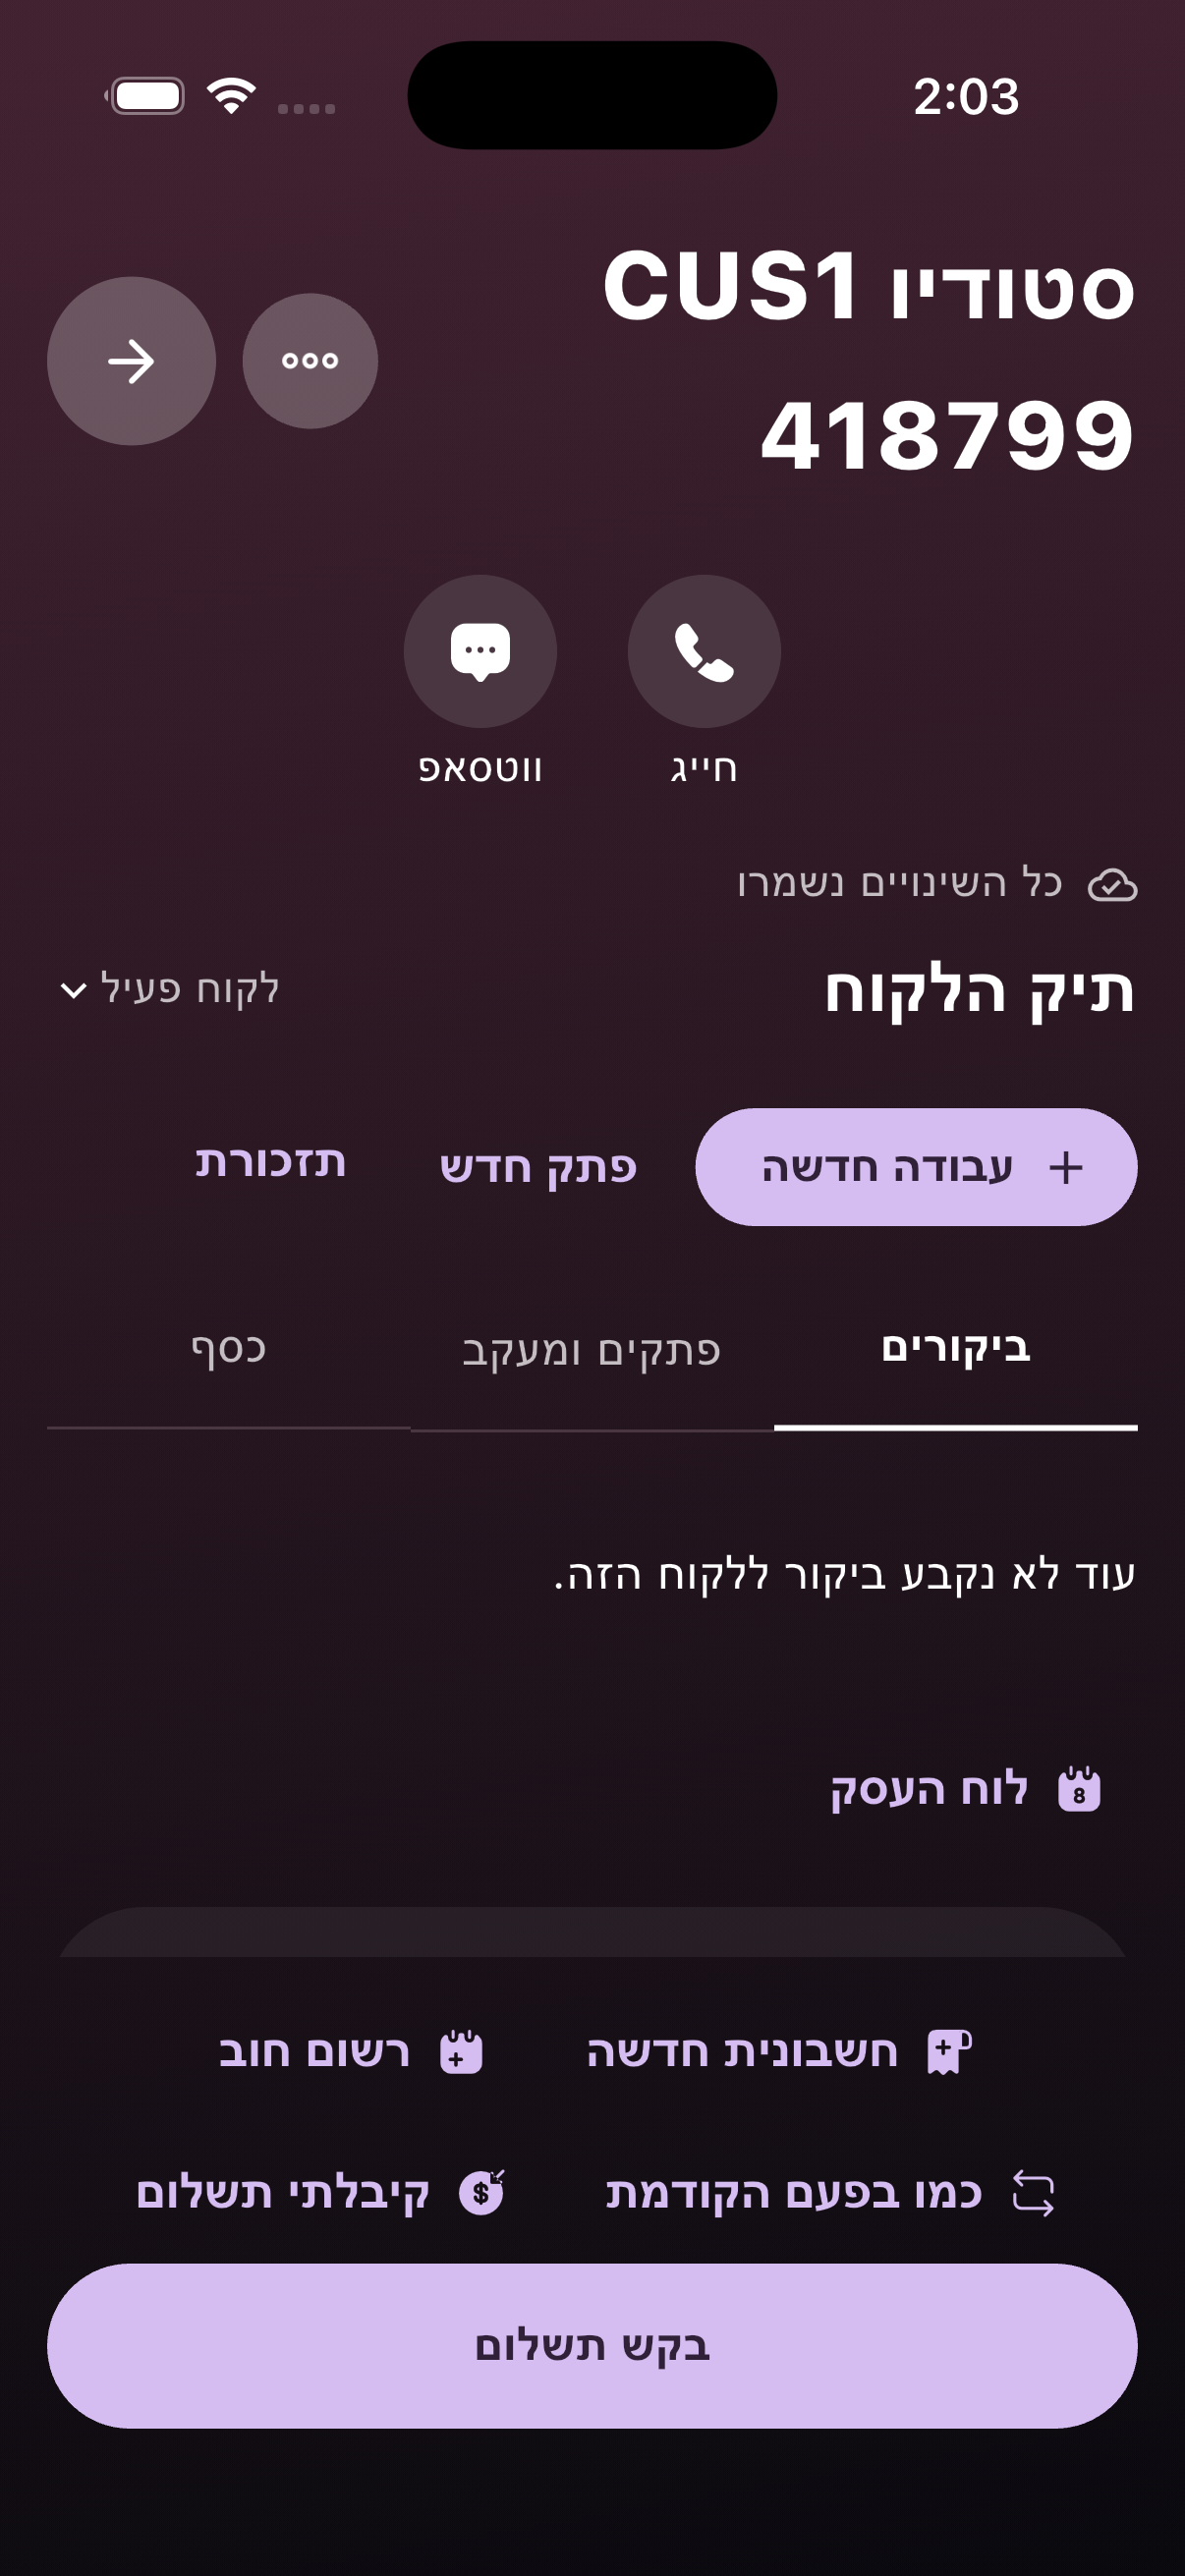 2:03
סטודיו CUS1
418799
חייג
ווטסאפ
כל השינויים נשמרו
תיק הלקוח
לקוח פעיל
עבודה חדשה
פתק חדש
תזכורת
ביקורים
פתקים ומעקב
כסף
עוד לא נקבע ביקור ללקוח הזה.
לוח העסק
חשבונית חדשה
רשום חוב
כמו בפעם הקודמת
קיבלתי תשלום
בקש תשלום